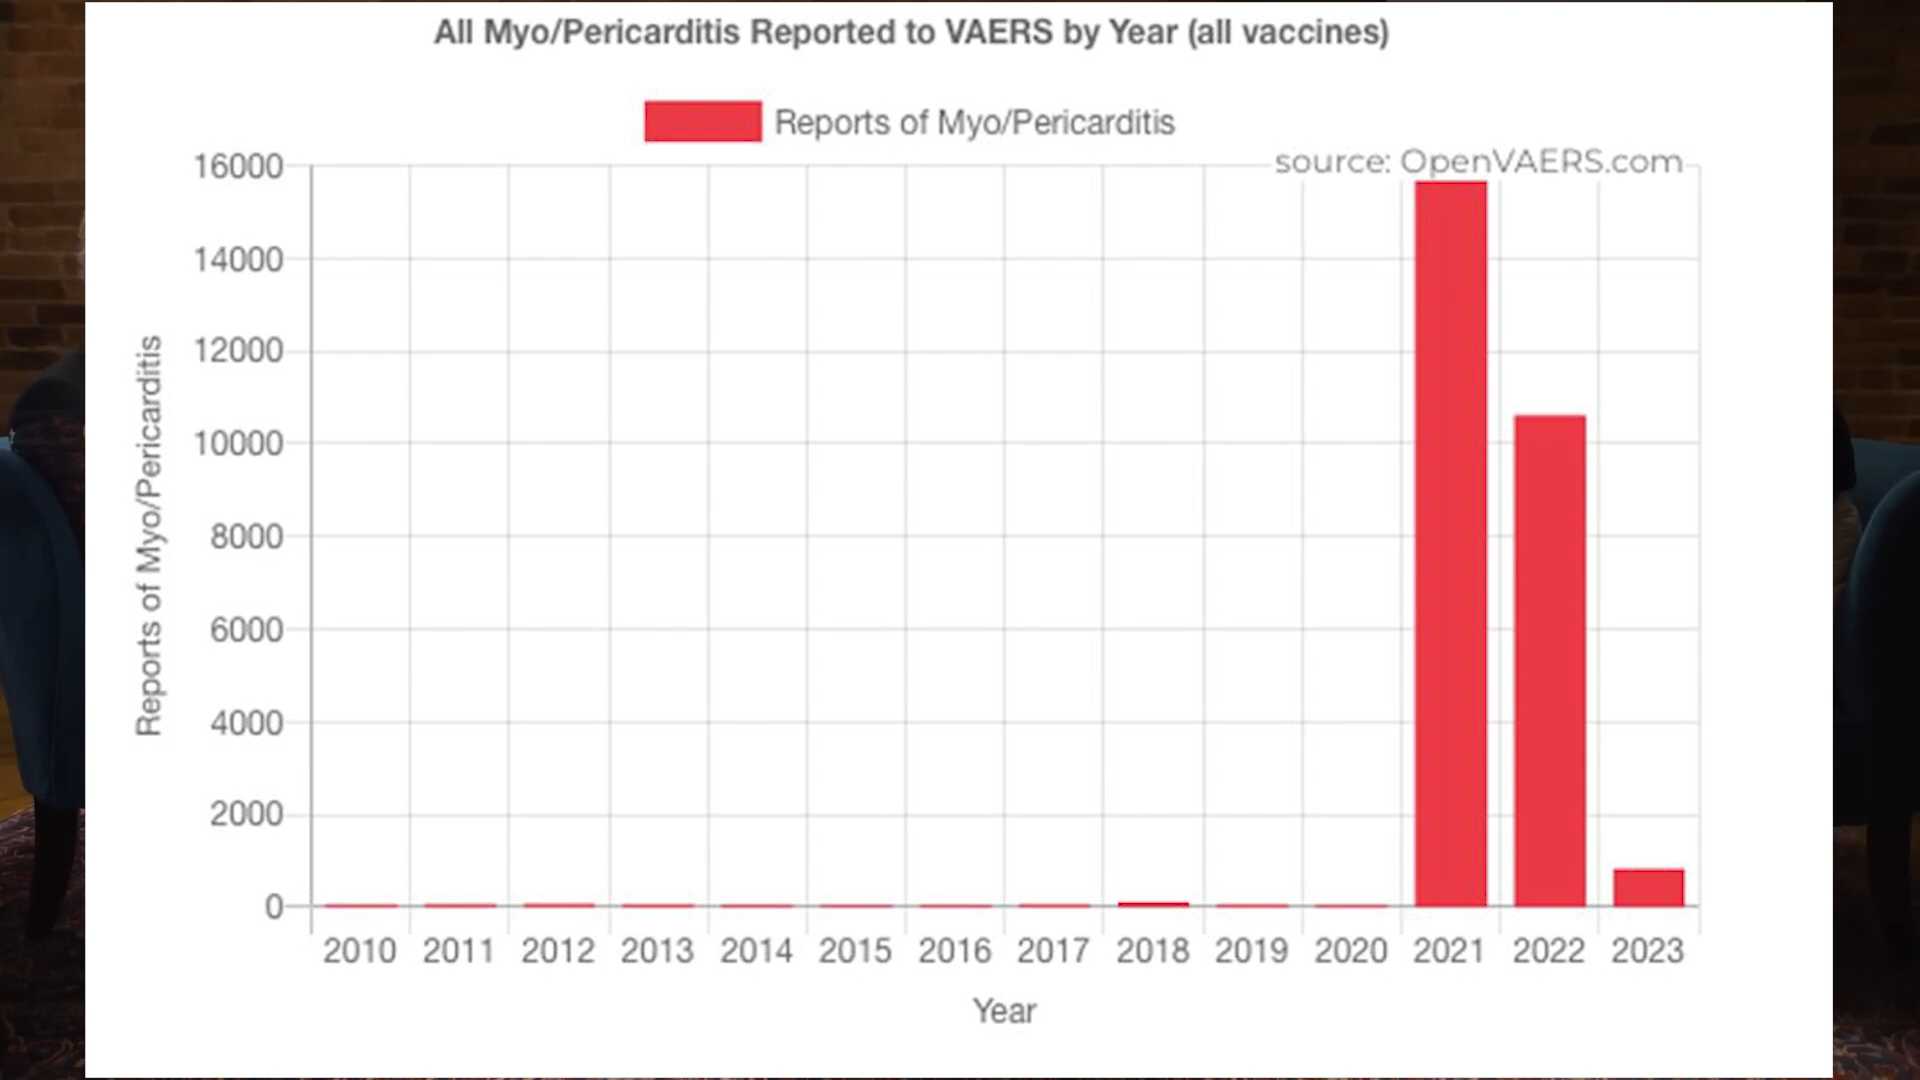 All Myo/Pericarditis Reported to VAERS by Year (all vaccines)
Reports of Myo/Pericarditis
source: OpenVAERS.com
16000
14000
12000
10000
8000
6000
4000
2000
0
Reports of Myo/Pericarditis
2010 2011 2012 2013 2014 2015 2016 2017 2018 2019 2020 2021 2022 2023
Year